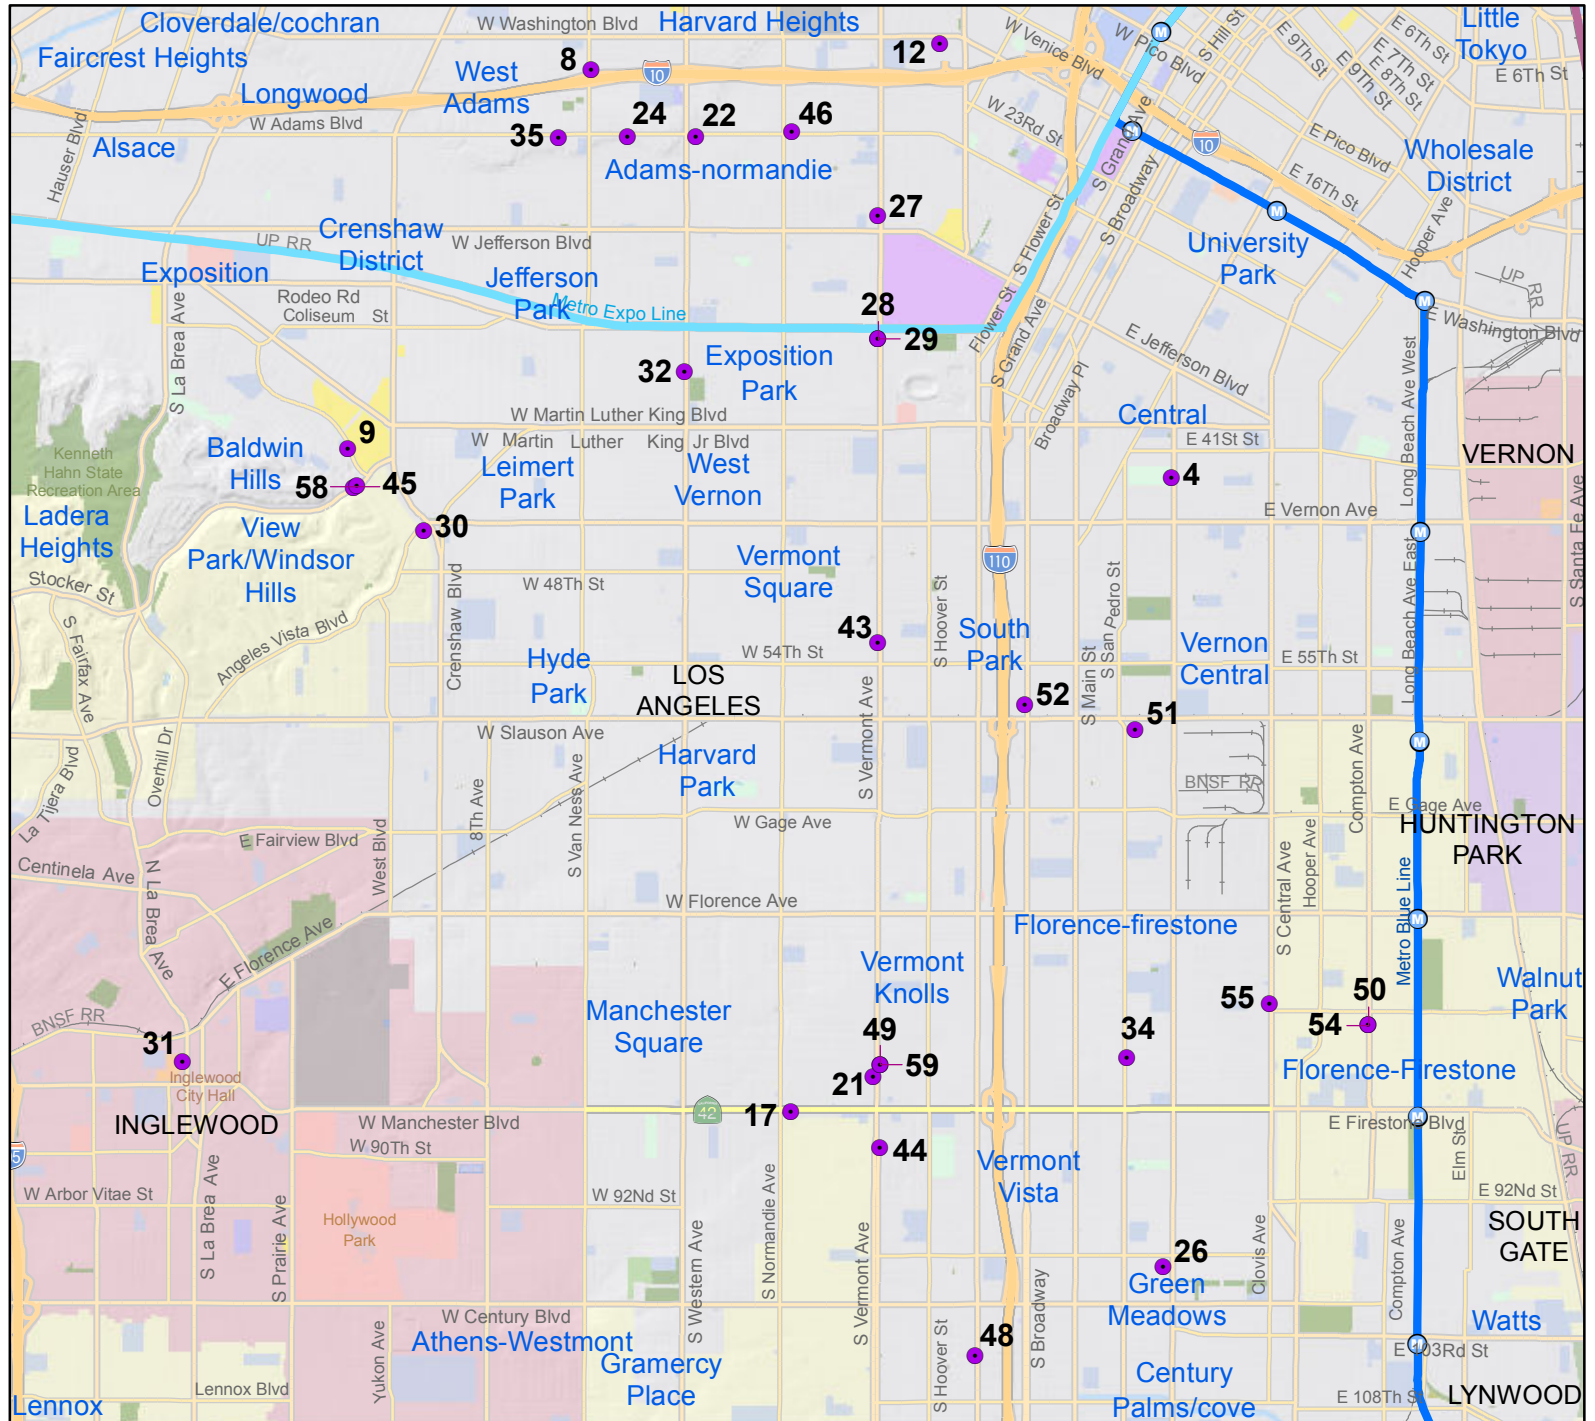 Cloverdale/cochran
W Washington Blvd
Harvard Heights
Little
Tokyo
Faircrest Heights
8
12
W Venice Blvd
W Pico Blvd
S Hill St
E 9Th St
E 9Th St
E 8Th St
E 7Th St
E 6Th St
E 6Th St
West
Adams
10
Longwood
W Adams Blvd
Hauser Blvd
Alsace
35
24
22
46
W 23Rd St
S Grand Ave
10
E Pico Blvd
E 16Th St
Wholesale
District
Adams-normandie
27
S Flower St
S Broadway
Hooper Ave
Crenshaw
District
UP RR
W Jefferson Blvd
University
Park
Exposition
Jefferson
Park
Metro Expo Line
UP RR
Rodeo Rd
Coliseum St
28
29
Flower St
S Grand Ave
E Washington Blvd
S La Brea Ave
32
Exposition
Park
E Jefferson Blvd
Broadway Pl
Long Beach Ave West
W Martin Luther King Blvd
Central
9
W Martin Luther King Jr Blvd
E 41St St
Kenneth
Hahn State
Recreation Area
Baldwin
Hills
Leimert
Park
West
Vernon
VERNON
58
45
4
Ladera
Heights
View
Park/Windsor
Hills
30
E Vernon Ave
S Santa Fe Ave
Vermont
Square
110
Stocker St
W 48Th St
Crenshaw Blvd
S Hoover St
S San Pedro St
Long Beach Ave East
S Fairfax Ave
Angeles Vista Blvd
43
W 54Th St
South
Park
Vernon
Central
E 55Th St
Hyde
Park
LOS
ANGELES
S Main St
52
51
La Tijera Blvd
Overhill Dr
W Slauson Ave
S Vermont Ave
Harvard
Park
BNSF RR
Compton Ave
8Th Ave
S Van Ness Ave
W Gage Ave
E Gage Ave
HUNTINGTON
PARK
E Fairview Blvd
West Blvd
Centinela Ave
N La Brea Ave
W Florence Ave
S Central Ave
Hooper Ave
Metro Blue Line
E Florence Ave
Florence-firestone
Vermont
Knolls
Walnut
Park
BNSF RR
Manchester
Square
55
50
54
31
49
59
21
34
Inglewood
City Hall
Florence-Firestone
INGLEWOOD
W Manchester Blvd
42
17
E Firestone Blvd
W 90Th St
44
Elm St
UP RR
5
Vermont
Vista
W Arbor Vitae St
W 92Nd St
E 92Nd St
S La Brea Ave
S Prairie Ave
Hollywood
Park
S Western Ave
S Normandie Ave
S Vermont Ave
Clovis Ave
Compton Ave
SOUTH
GATE
26
Green
Meadows
W Century Blvd
S Broadway
Watts
Athens-Westmont
48
Yukon Ave
Gramercy
Place
S Hoover St
E 103Rd St
Century
Palms/cove
Lennox Blvd
E 108Th St
LYNWOOD
Lennox